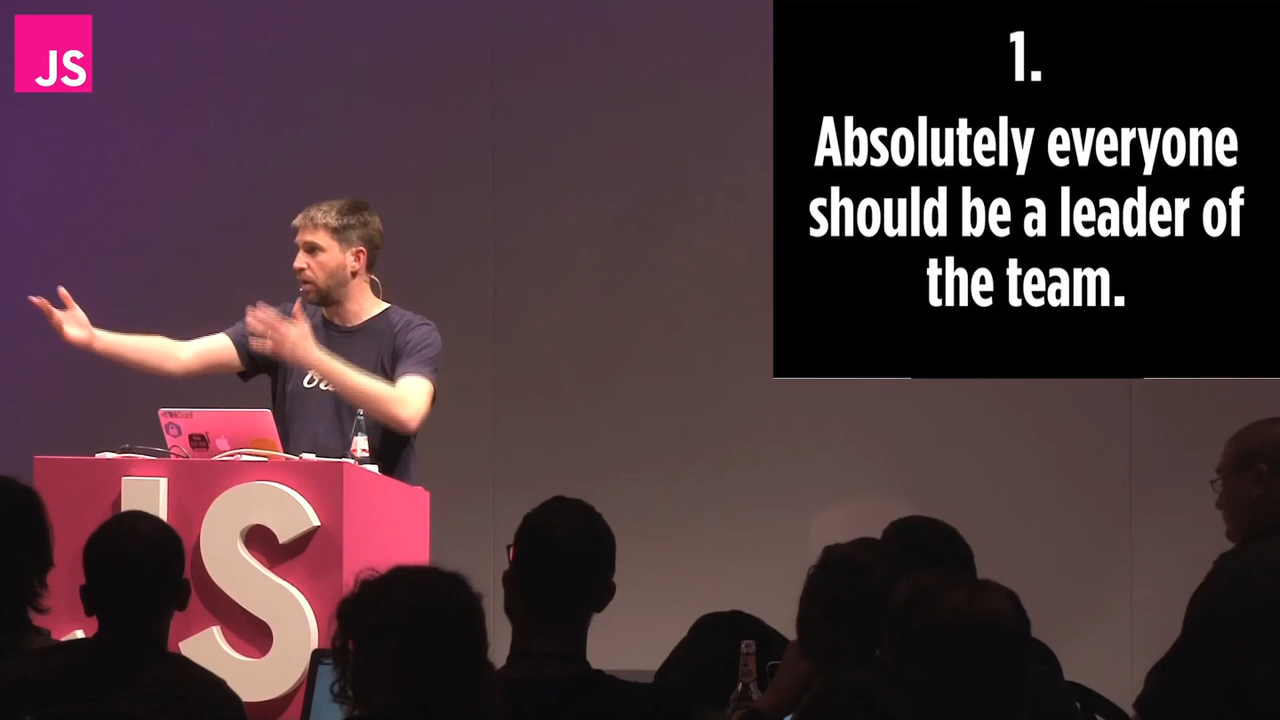 JS
1.
Absolutely everyone
should be a leader of
the team.
JS